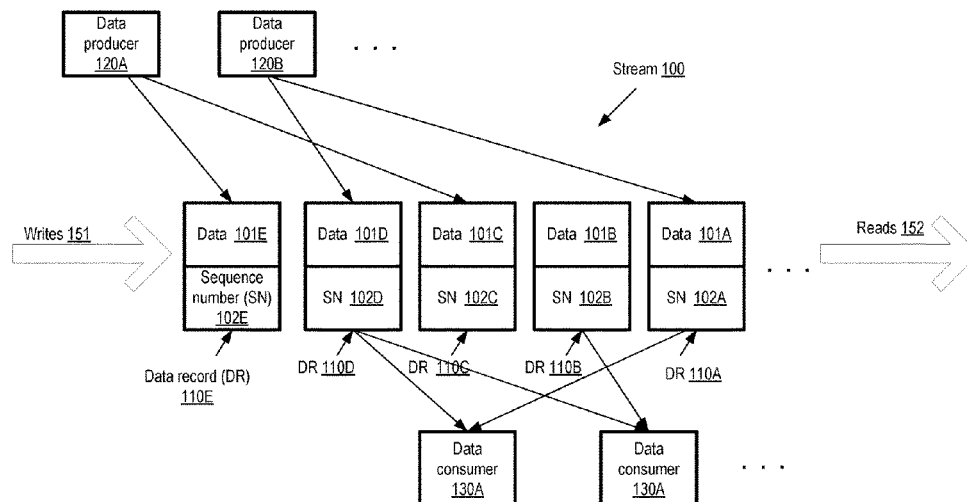 Data
producer
120A
Data
producer
120B
. . .
Stream 100
Writes 151
Data 101E
Data 101D
Data 101C
Data 101B
Data 101A
Reads 152
Sequence
number (SN)
102E
SN 102D
SN 102C
SN 102B
SN 102A
. . .
Data record (DR)
110E
DR 110D
DR 110C
DR 110B
DR 110A
Data
consumer
130A
Data
consumer
130A
. . .